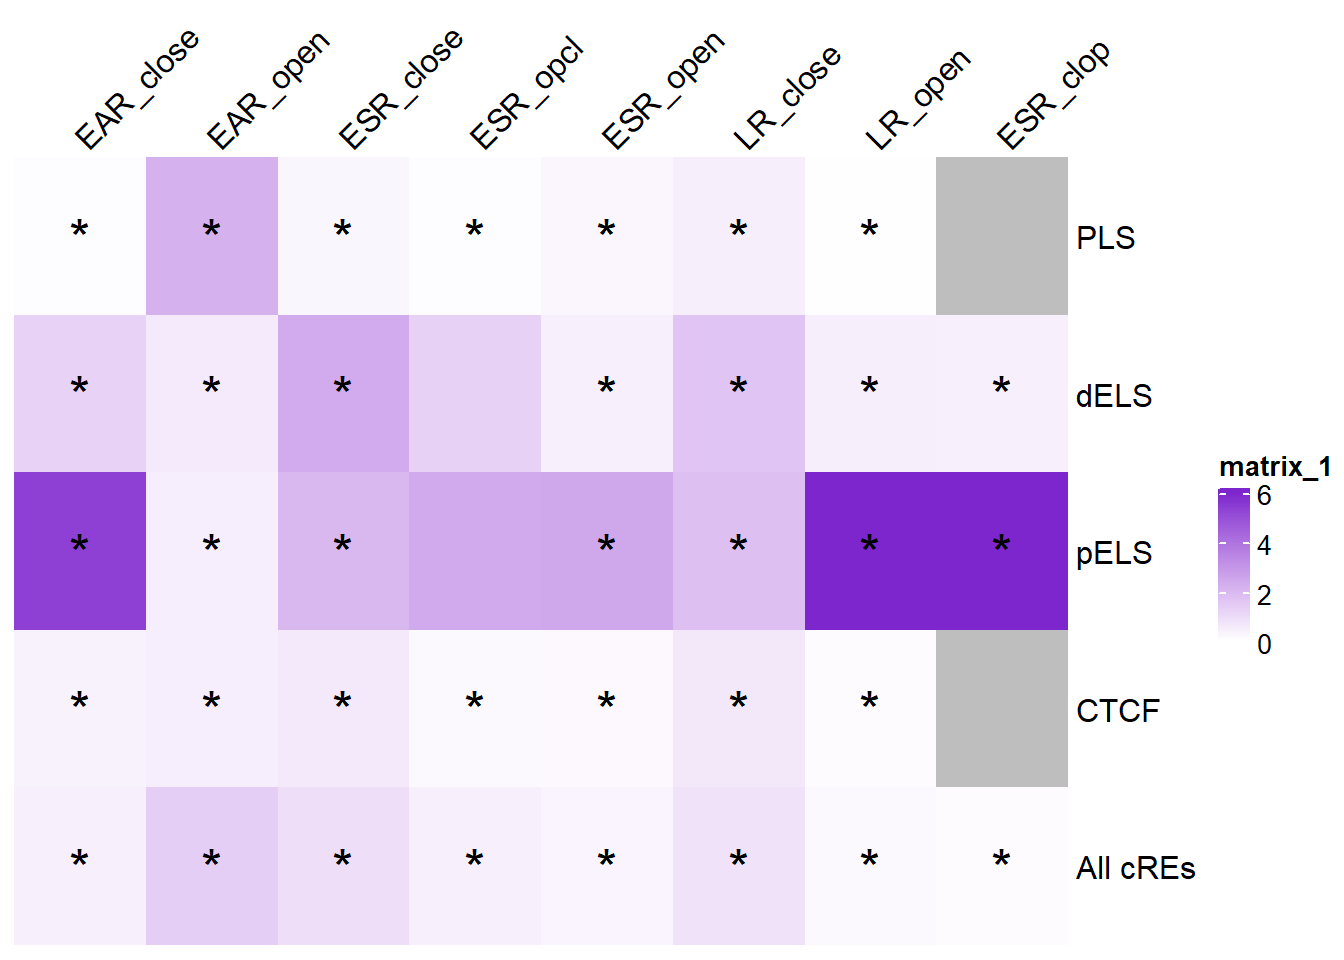 EAR_close
EAR_open
ESR_close
ESR_opcl
ESR_open
LR_close
LR_open
ESR_clop
* * * * * * *
PLS
* * * * * * *
dELS
* * * * * * *
pELS
* * * * * * *
CTCF
* * * * * * * *
All cREs
matrix_1
6
4
2
0